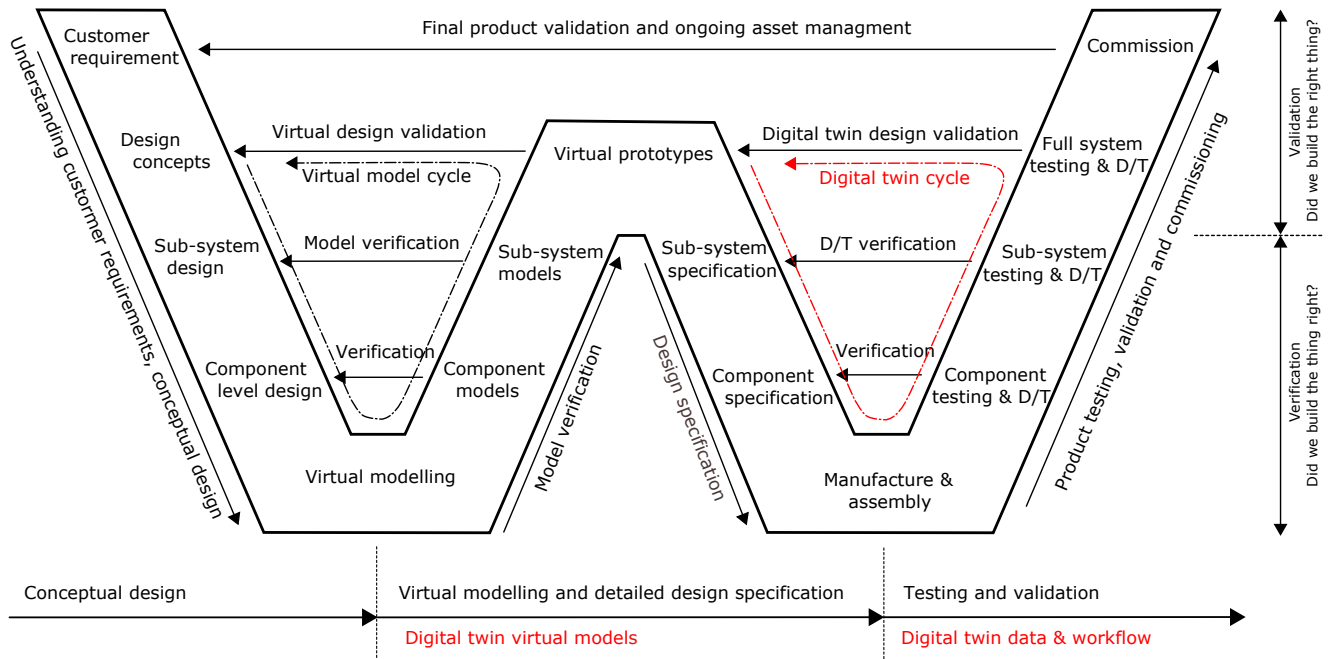 Customer
requirement
Final product validation and ongoing asset managment
Commission
Understanding custormer requirements, conceptual design
Design
concepts
Virtual design validation
Virtual model cycle
Virtual prototypes
Digital twin design validation
Digital twin cycle
Full system
testing & D/T
Sub-system
design
Model verification
Sub-system
models
Sub-system
specification
D/T verification
Sub-system
testing & D/T
Component
level design
Verification
Component
models
Component
specification
Verification
Component
testing & D/T
Virtual modelling
Model verification
Design specification
Manufacture &
assembly
Product testing, validation and commissioning
Validation
Did we build the right thing?
Verification
Did we build the thing right?
Conceptual design
Virtual modelling and detailed design specification
Testing and validation
Digital twin virtual models
Digital twin data & workflow